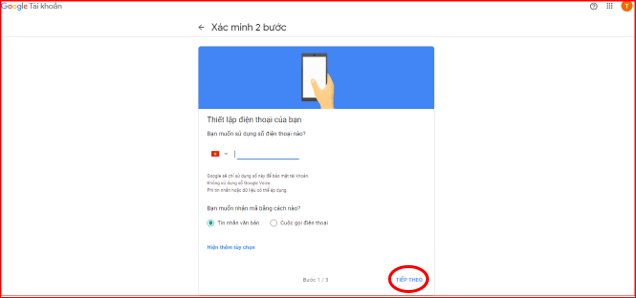 Google Tài khoản
T
Xác minh 2 bước
Thiết lập điện thoại của bạn
Bạn muốn sử dụng số điện thoại nào?
Google sẽ chỉ sử dụng số này để bảo mật tài khoản.
Không sử dụng số Google Voice.
Phí tin nhắn hoặc dữ liệu có thể áp dụng.
Bạn muốn nhận mã bằng cách nào?
Tin nhắn văn bản Cuộc gọi điện thoại
Hiện thêm tùy chọn
Bước 1 / 3 TIẾP THEO